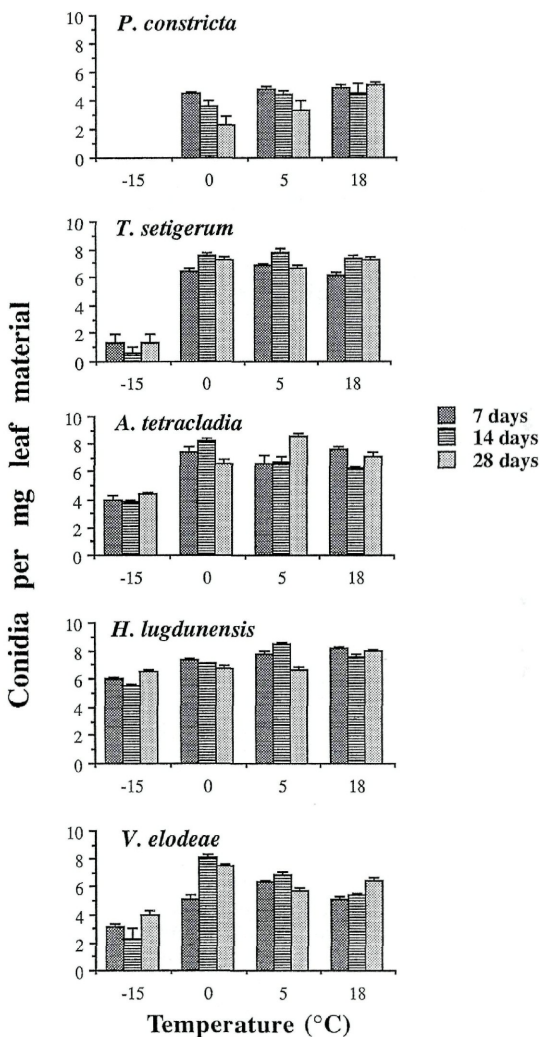 P. constricta
10
8
6
4
2
0
-15 0 5 18
T. setigerum
10
8
6
4
2
0
-15 0 5 18
A. tetracladia
10
8
6
4
2
0
-15 0 5 18
H. lugdunensis
10
8
6
4
2
0
-15 0 5 18
V. elodeae
10
8
6
4
2
0
-15 0 5 18
Temperature (°C)
Conidia per mg leaf material
7 days
14 days
28 days